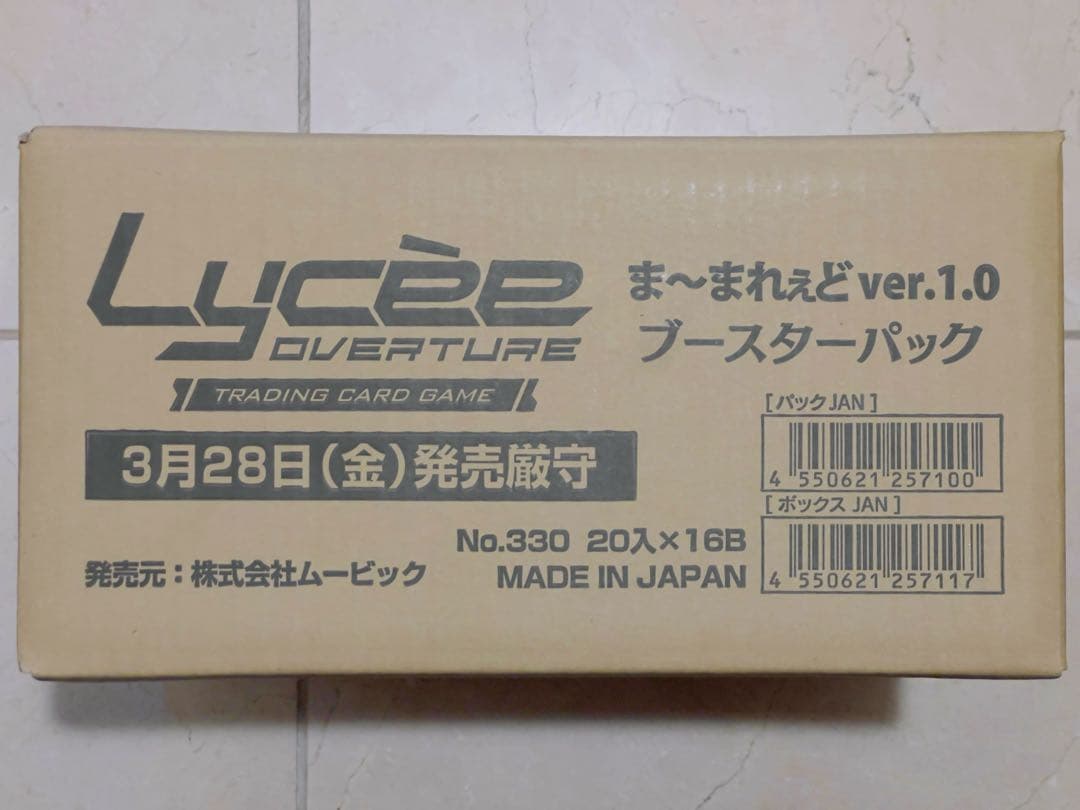 Lycèe
OVERTURE
TRADING CARD GAME
ま～まれぇど ver.1.0
ブースターパック
3月28日(金)発売厳守
[パックJAN]
4 550621 257100
[ボックス JAN]
4 550621 257117
No.330 20入×16B
発売元：株式会社ムービック
MADE IN JAPAN